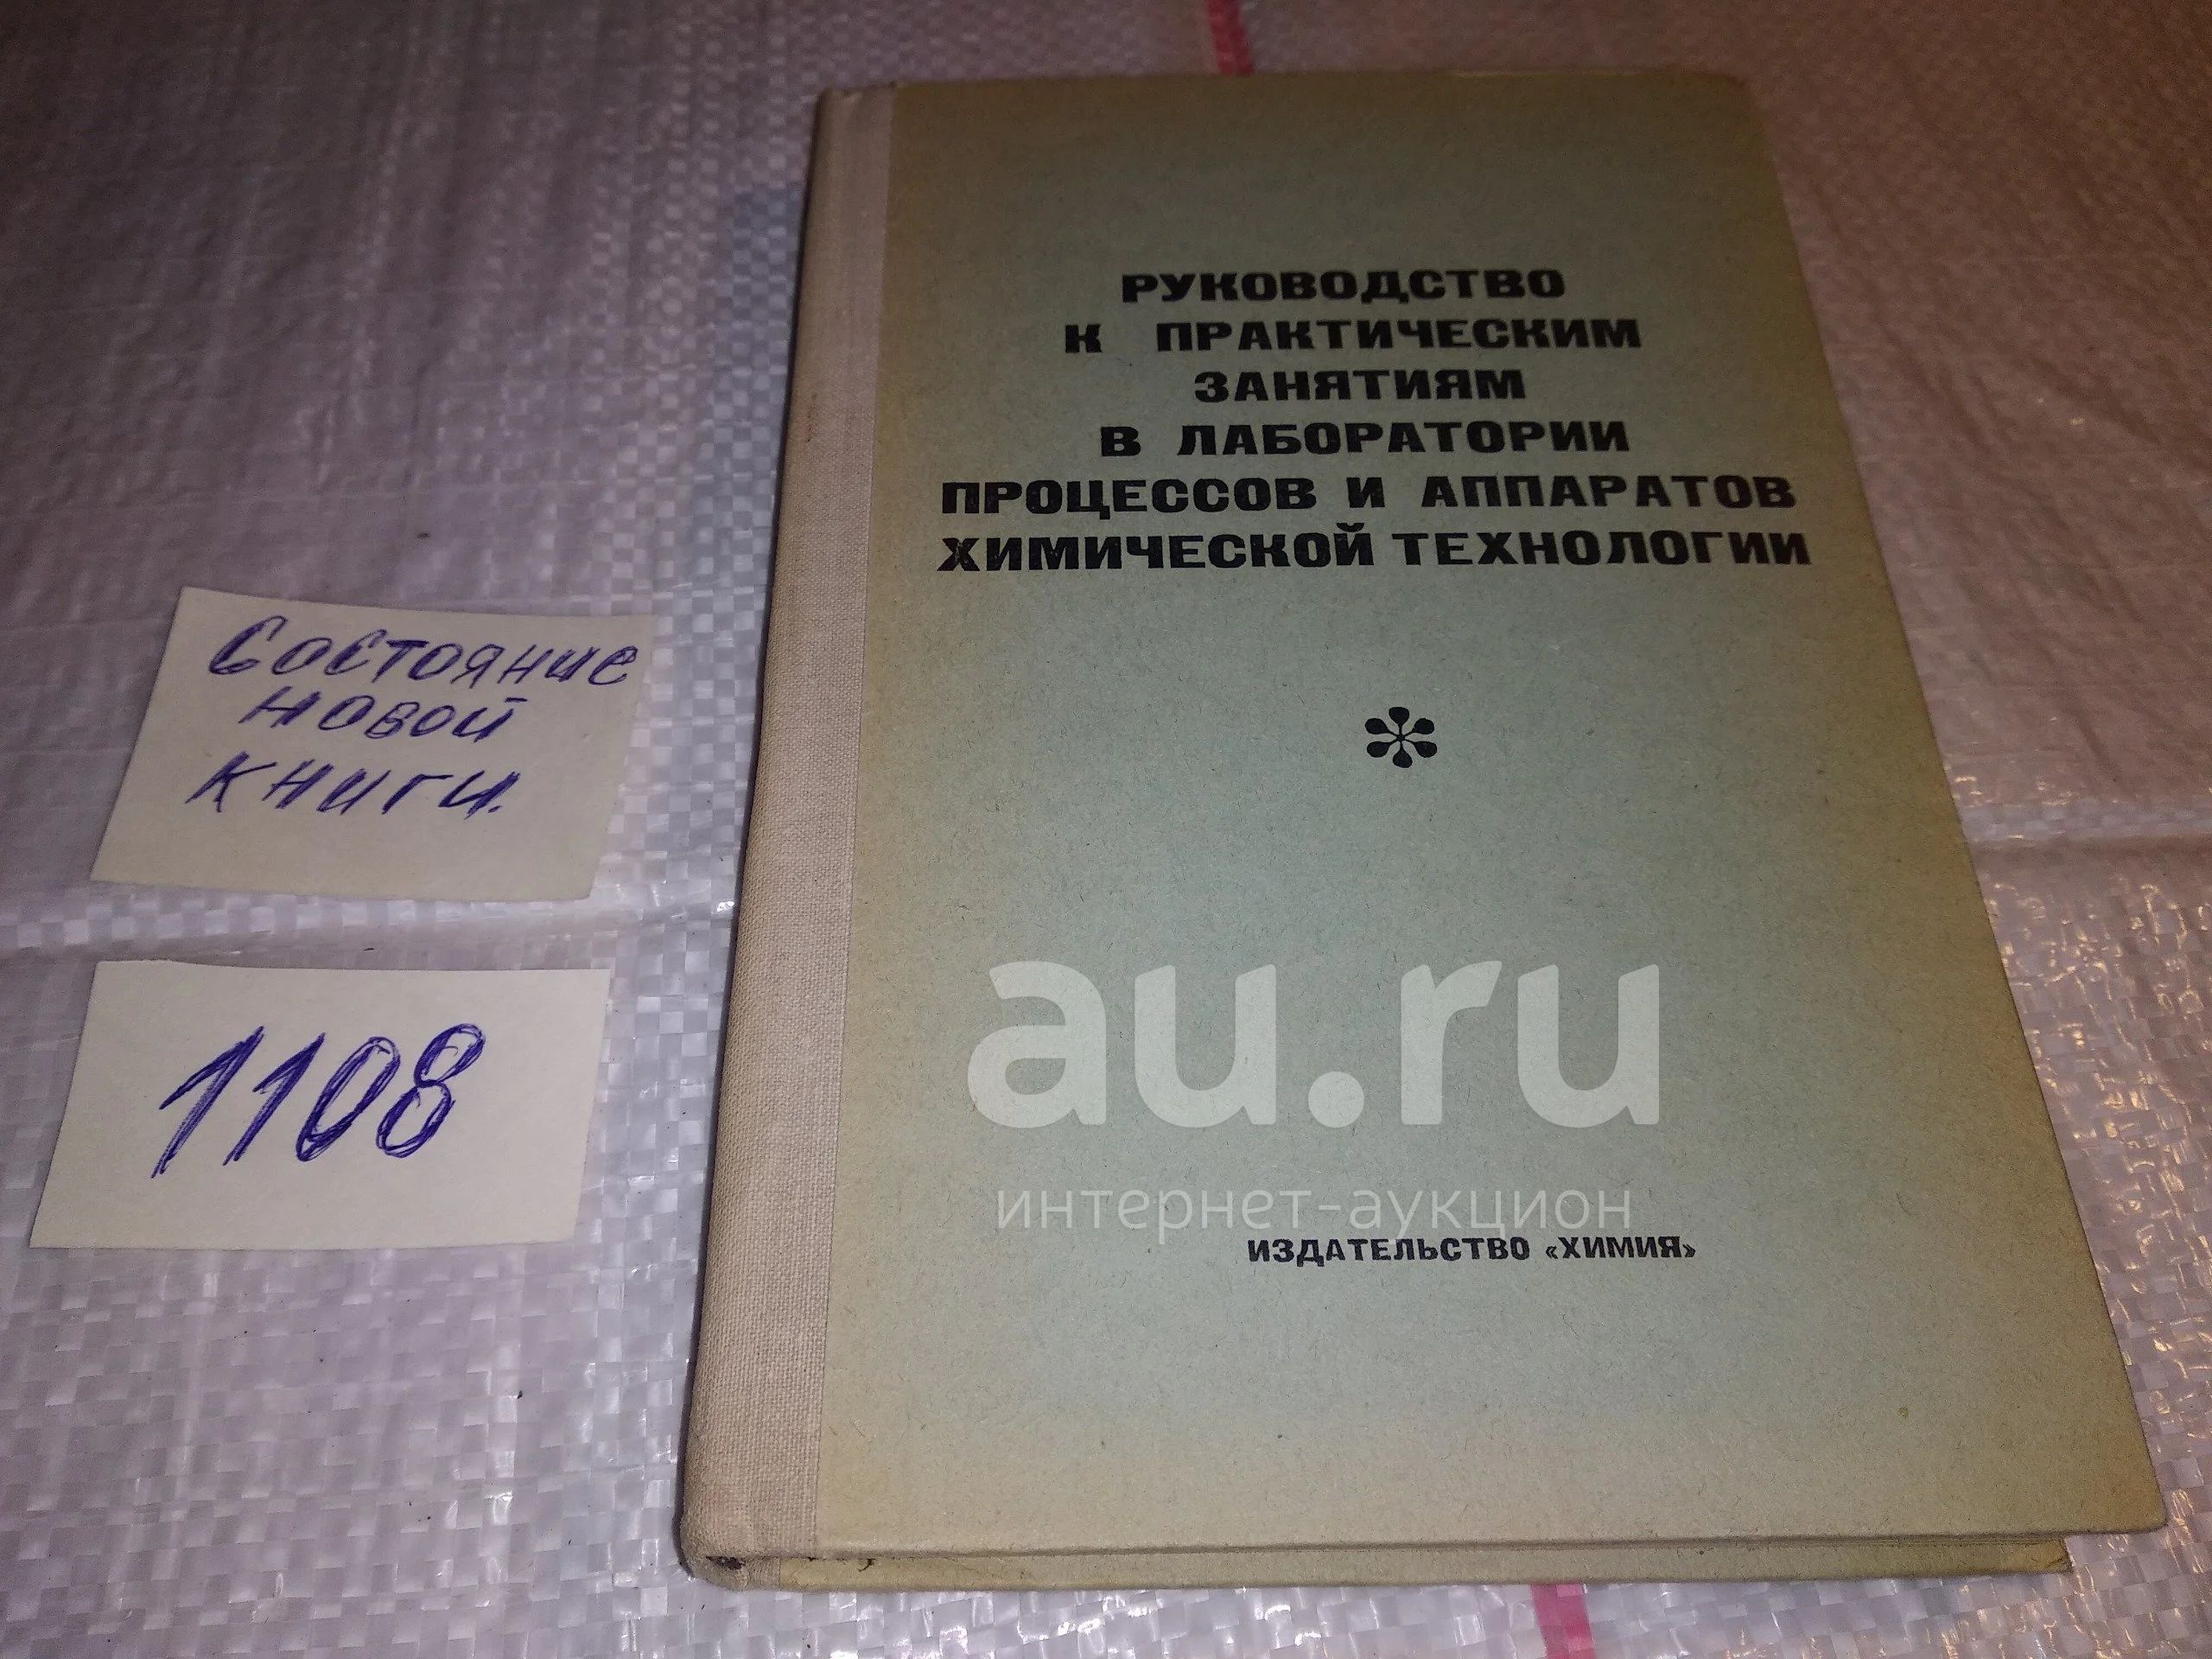 РУКОВОДСТВО
К ПРАКТИЧЕСКИМ
ЗАНЯТИЯМ
В ЛАБОРАТОРИИ
ПРОЦЕССОВ И АППАРАТОВ
ХИМИЧЕСКОЙ ТЕХНОЛОГИИ
Состояние
новой
книги.
1108
au.ru
интернет-аукцион
ИЗДАТЕЛЬСТВО «ХИМИЯ»